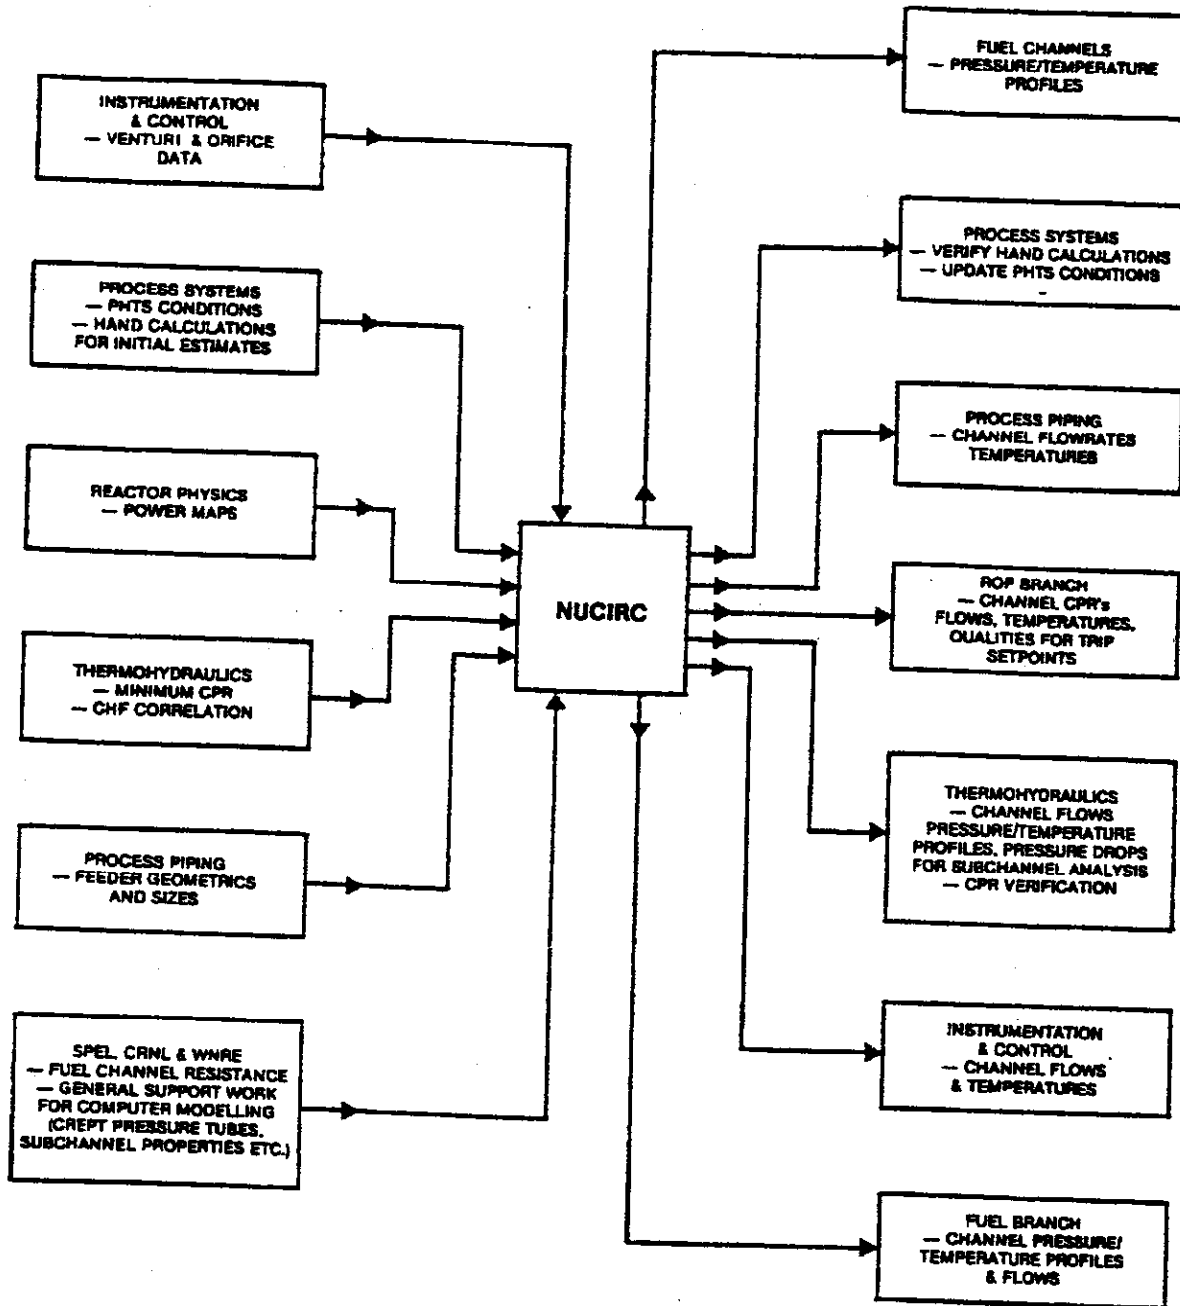 INSTRUMENTATION
& CONTROL
— VENTURI & ORIFICE
DATA
PROCESS SYSTEMS
— PHTS CONDITIONS
— HAND CALCULATIONS
FOR INITIAL ESTIMATES
REACTOR PHYSICS
— POWER MAPS
THERMOHYDRAULICS
— MINIMUM CPR
— CHF CORRELATION
PROCESS PIPING
— FEEDER GEOMETRICS
AND SIZES
SPEL, CRNL & WNRE
— FUEL CHANNEL RESISTANCE
— GENERAL SUPPORT WORK
FOR COMPUTER MODELLING
(CREPT PRESSURE TUBES,
SUBCHANNEL PROPERTIES ETC.)
NUCIRC
FUEL CHANNELS
— PRESSURE/TEMPERATURE
PROFILES
PROCESS SYSTEMS
— VERIFY HAND CALCULATIONS
— UPDATE PHTS CONDITIONS
PROCESS PIPING
— CHANNEL FLOWRATES
TEMPERATURES
ROP BRANCH
— CHANNEL CPR's
FLOWS, TEMPERATURES,
QUALITIES FOR TRIP
SETPOINTS
THERMOHYDRAULICS
— CHANNEL FLOWS
PRESSURE/TEMPERATURE
PROFILES, PRESSURE DROPS
FOR SUBCHANNEL ANALYSIS
— CPR VERIFICATION
INSTRUMENTATION
& CONTROL
— CHANNEL FLOWS
& TEMPERATURES
FUEL BRANCH
— CHANNEL PRESSURE/
TEMPERATURE PROFILES
& FLOWS